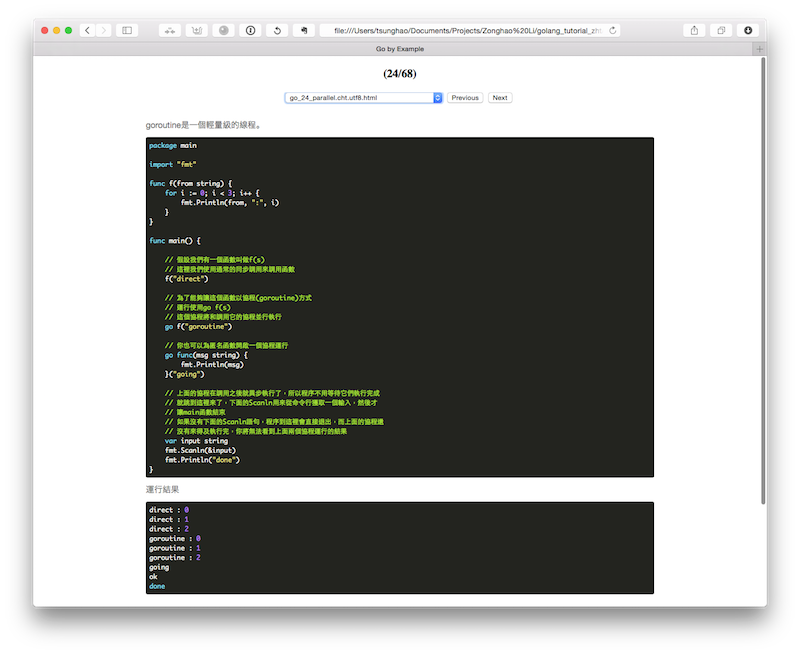 file:///Users/tsunghao/Documents/Projects/Zonghao%20Li/golang_tutorial_zht
Go by Example
(24/68)
go_24_parallel.cht.utf8.html Previous Next
goroutine是一個輕量級的線程。
package main
import "fmt"
func f(from string) {
for i := 0; i < 3; i++ {
fmt.Println(from, ":", i)
}
}
func main() {
// 假設我們有一個函數叫做f(s)
// 這裡我們使用通常的同步調用來調用函數
f("direct")
// 為了能夠讓這個函數以協程(goroutine)方式
// 運行使用go f(s)
// 這個協程將和調用它的協程並行執行
go f("goroutine")
// 你也可以為匿名函數開啟一個協程運行
go func(msg string) {
fmt.Println(msg)
}("going")
// 上面的協程在調用之後就異步執行了，所以程序不用等待它們執行完成
// 就跳到這裡來了，下面的Scanln用來從命令行獲取一個輸入，然後才
// 讓main函數結束
// 如果沒有下面的Scanln語句，程序到這裡會直接退出，而上面的協程還
// 沒有來得及執行完，你將無法看到上面兩個協程運行的結果
var input string
fmt.Scanln(&input)
fmt.Println("done")
}
運行結果
direct : 0
direct : 1
direct : 2
goroutine : 0
goroutine : 1
goroutine : 2
going
ok
done